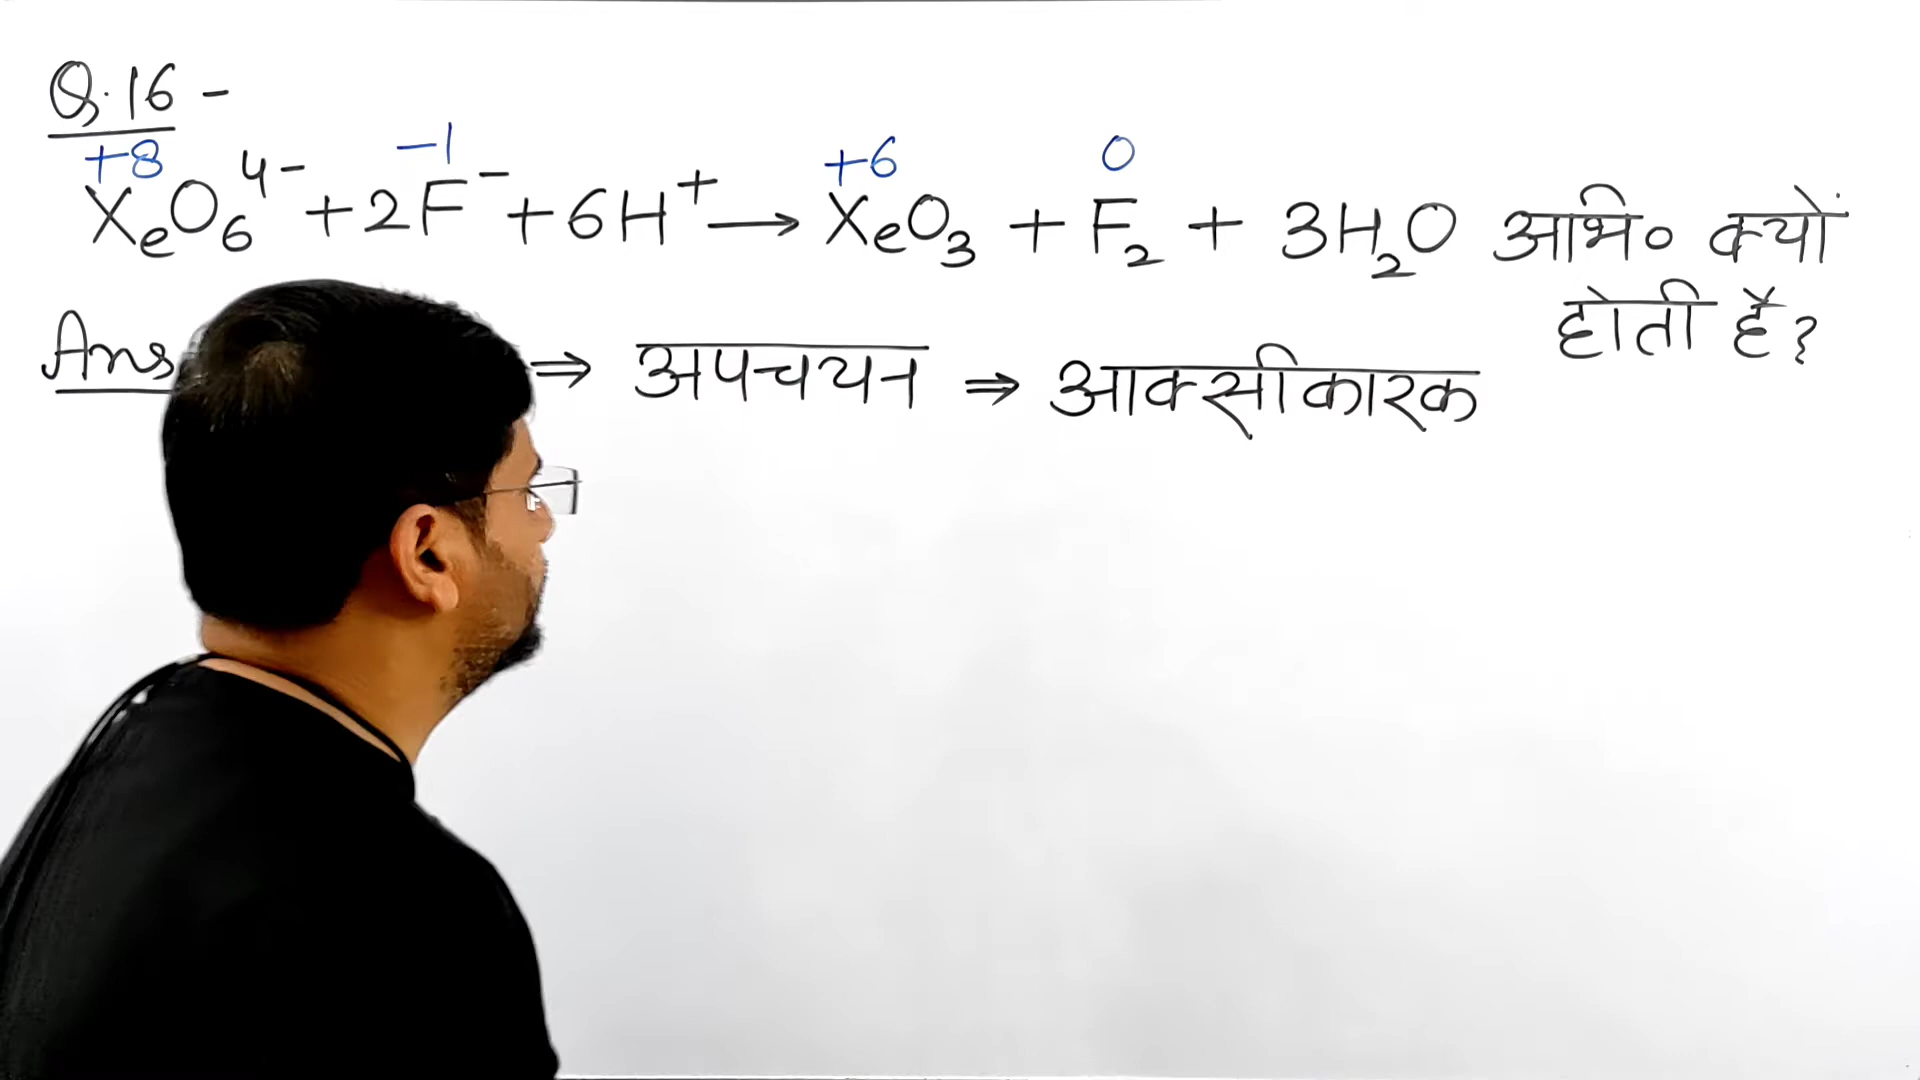 Q.16 -
+8 -1 +6 0
XeO₆⁴⁻ + 2F⁻ + 6H⁺ ⟶ XeO₃ + F₂ + 3H₂O अभि० क्यों
होती है?
Ans ⇒ अपचयन ⇒ आक्सीकारक